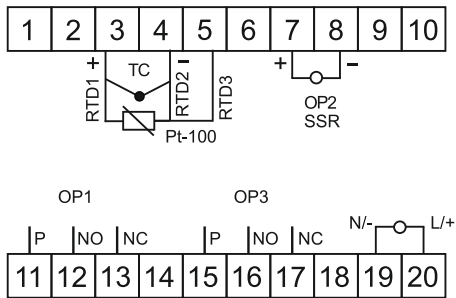 1 2 3 4 5 6 7 8 9 10
+ TC − + −
RTD1 RTD2 RTD3
Pt-100
OP2
SSR
OP1 OP3
N/- L/+
P NO NC P NO NC
11 12 13 14 15 16 17 18 19 20